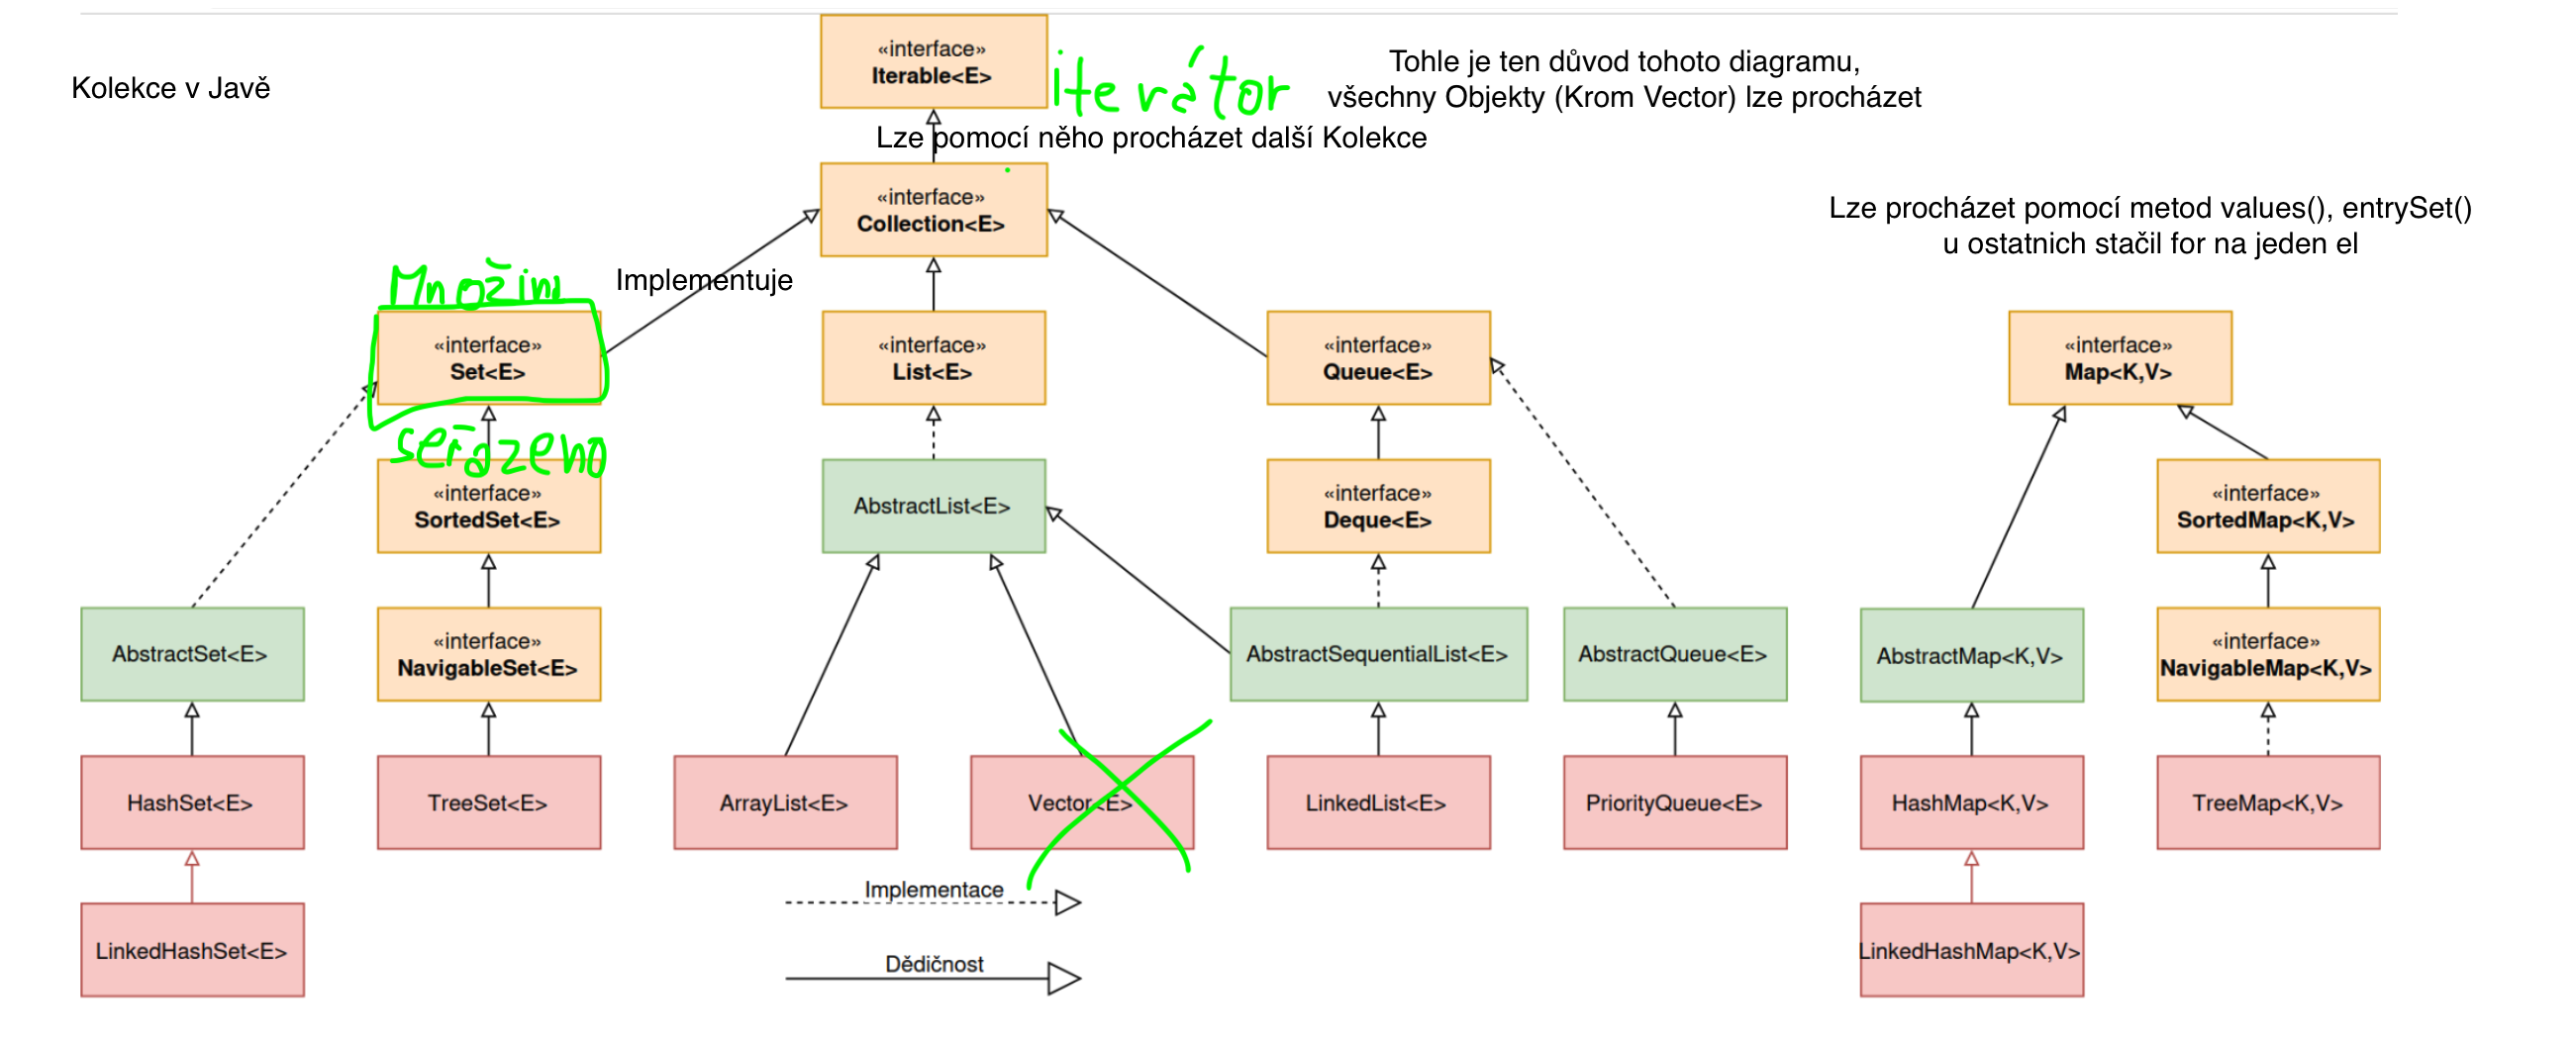 «interface»
Iterable<E>
iterátor
Tohle je ten důvod tohoto diagramu,
všechny Objekty (Krom Vector) lze procházet
Kolekce v Javě
Lze pomocí něho procházet další Kolekce
«interface»
Collection<E>
Lze procházet pomocí metod values(), entrySet()
u ostatnich stačil for na jeden el
Množiny
Implementuje
«interface»
Set<E>
«interface»
List<E>
«interface»
Queue<E>
«interface»
Map<K,V>
seřazeno
«interface»
SortedSet<E>
AbstractList<E>
«interface»
Deque<E>
«interface»
SortedMap<K,V>
AbstractSet<E>
«interface»
NavigableSet<E>
AbstractSequentialList<E>
AbstractQueue<E>
AbstractMap<K,V>
«interface»
NavigableMap<K,V>
HashSet<E>
TreeSet<E>
ArrayList<E>
Vector<E>
LinkedList<E>
PriorityQueue<E>
HashMap<K,V>
TreeMap<K,V>
Implementace
LinkedHashSet<E>
Dědičnost
LinkedHashMap<K,V>